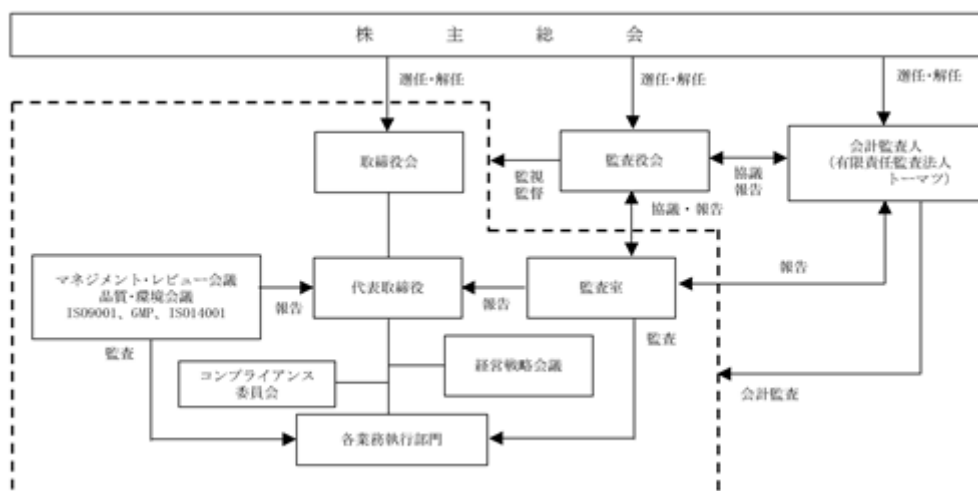 株主総会
選任・解任
選任・解任
選任・解任
取締役会
監査役会
会計監査人
(有限責任監査法人
トーマツ)
監視
監督
協議
報告
協議・報告
マネジメント・レビュー会議
品質・環境会議
ISO9001、GMP、ISO14001
報告
代表取締役
報告
監査室
報告
監査
監査
コンプライアンス
委員会
経営戦略会議
会計監査
各業務執行部門